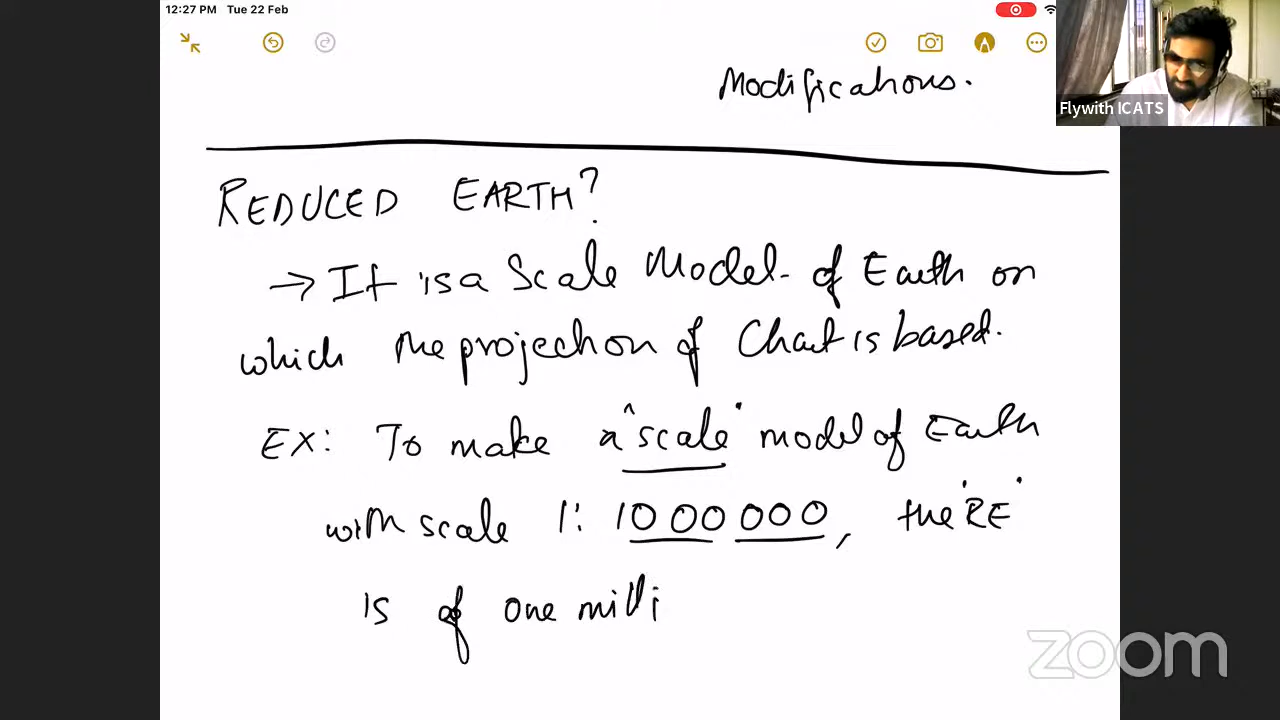 12:27 PM Tue 22 Feb
Modifications.
Flywith ICATS
REDUCED EARTH?
→ It is a Scale Model of Earth on
which the projection of Chart is based.
EX: To make a "scale" model of Earth
with scale 1: 1000 000, the 'RE'
is of one milli
zoom